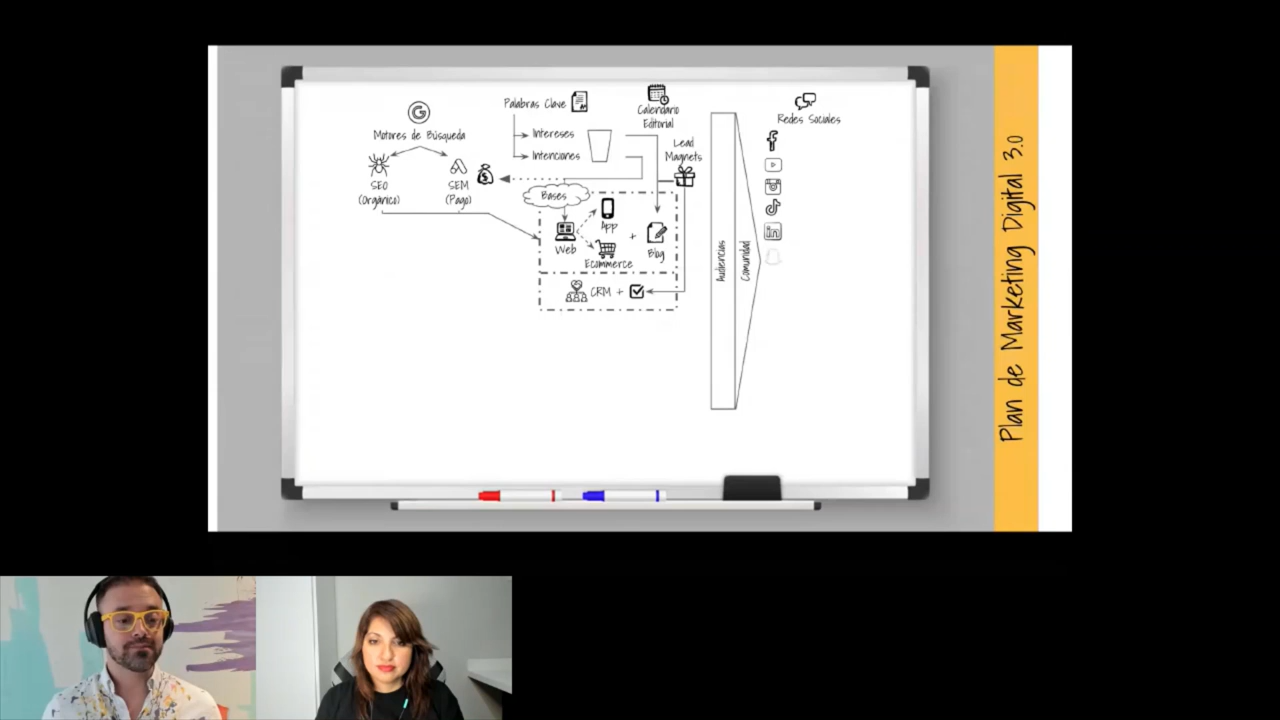 Motores de Búsqueda
SEO
(Orgánico)
SEM
(Pago)
Palabras Clave
Intereses
Intenciones
Calendario
Editorial
Lead
Magnets
Bases
Web
App
Ecommerce
+
Blog
CRM +
Audiencias
Comunidad
Redes Sociales
Plan de Marketing Digital 3.0